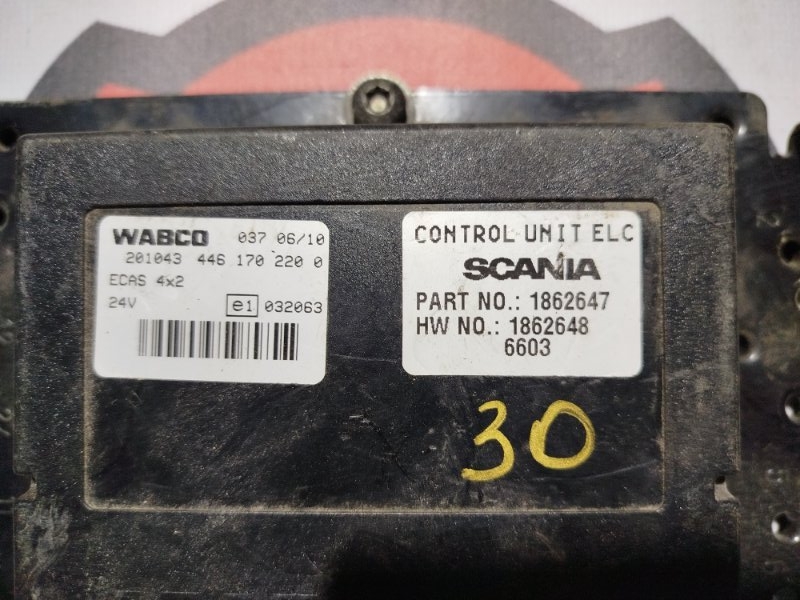 WABCO 037 06/10
201043 446 170 220 0
ECAS 4x2
24V e1 032063
CONTROL UNIT ELC
SCANIA
PART NO.: 1862647
HW NO.: 1862648
6603
30